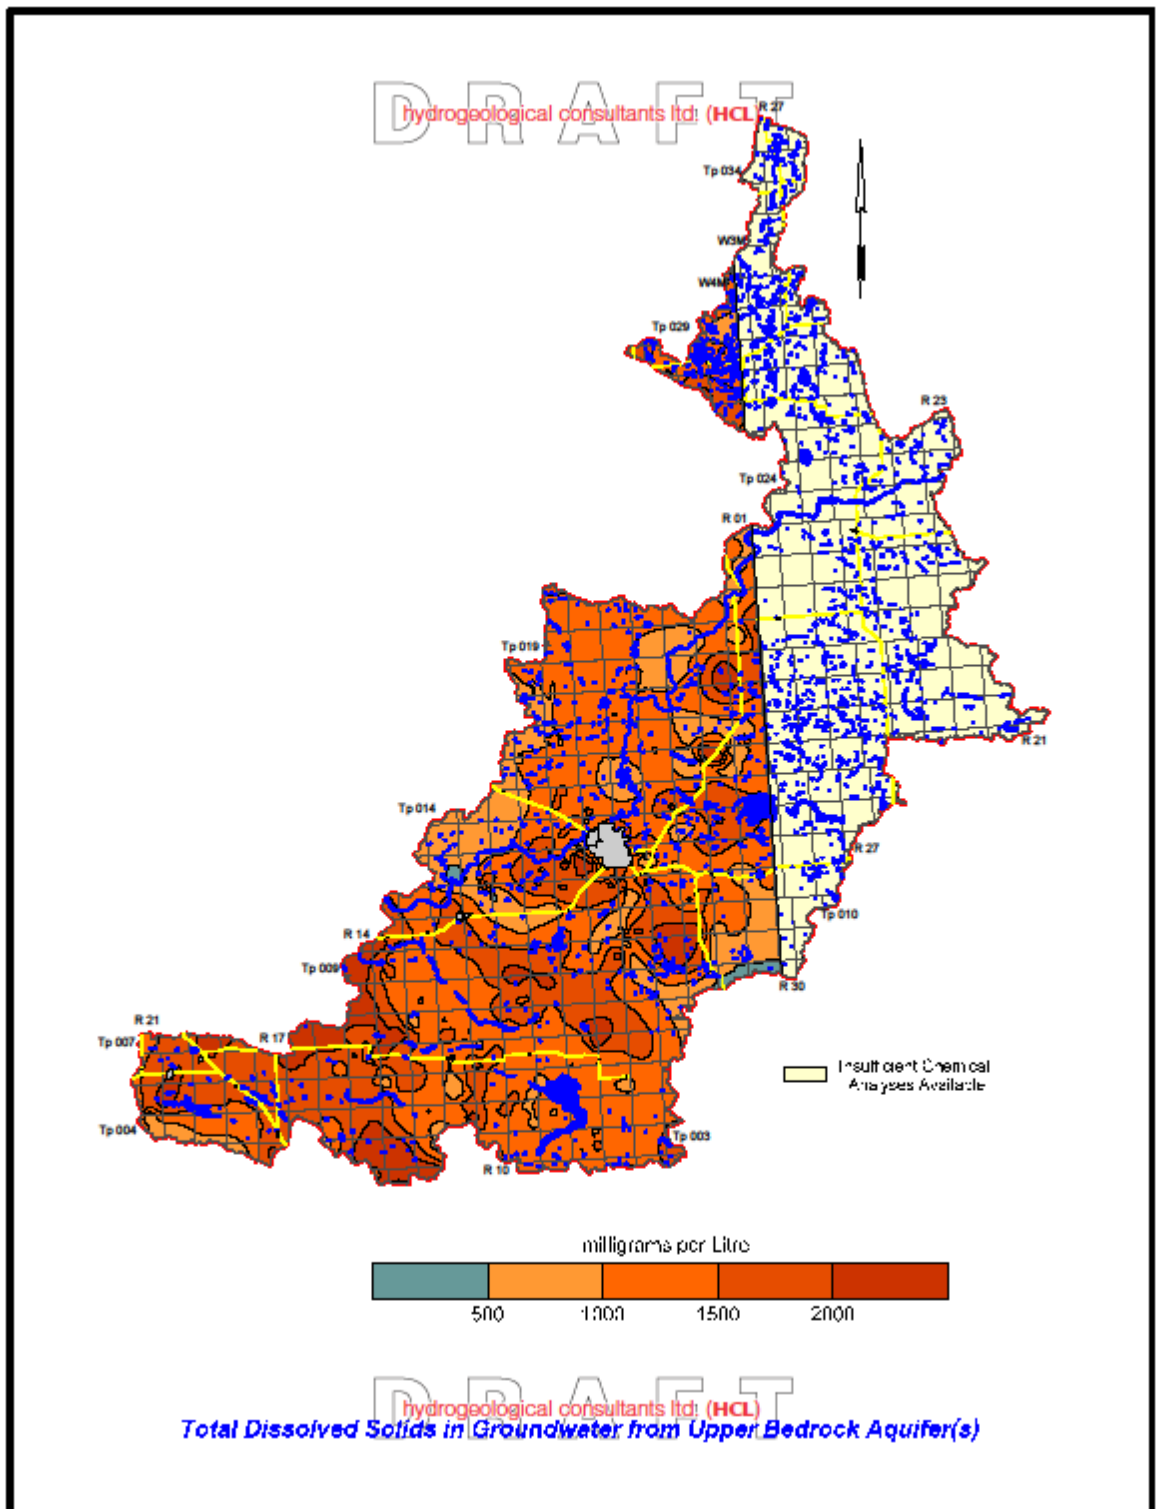 DRAFT
hydrogeological consultants ltd. (HCL)
R 27
Tp 034
W3M
W4M
Tp 029
R 23
Tp 024
R 01
Tp 019
R 21
Tp 014
R 27
Tp 010
R 14
Tp 009
R 30
R 21
Tp 007
R 17
Insufficient Chemical
Analyses Available
Tp 004
Tp 003
R 10
milligrams per Litre
500 1000 1500 2000
DRAFT
hydrogeological consultants ltd. (HCL)
Total Dissolved Solids in Groundwater from Upper Bedrock Aquifer(s)